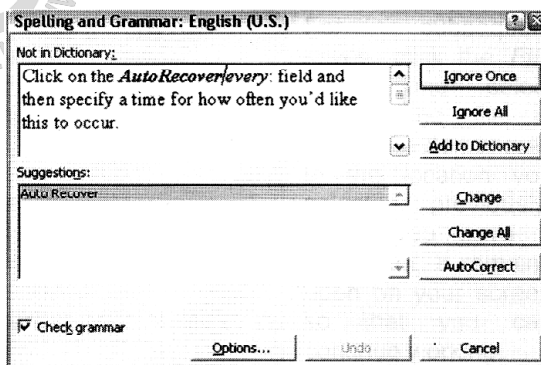 Spelling and Grammar: English (U.S.)
Not in Dictionary:
Click on the AutoRecover every: field and
then specify a time for how often you'd like
this to occur.
Ignore Once
Ignore All
Add to Dictionary
Suggestions:
Auto Recover
Change
Change All
AutoCorrect
Check grammar
Options...
Undo
Cancel